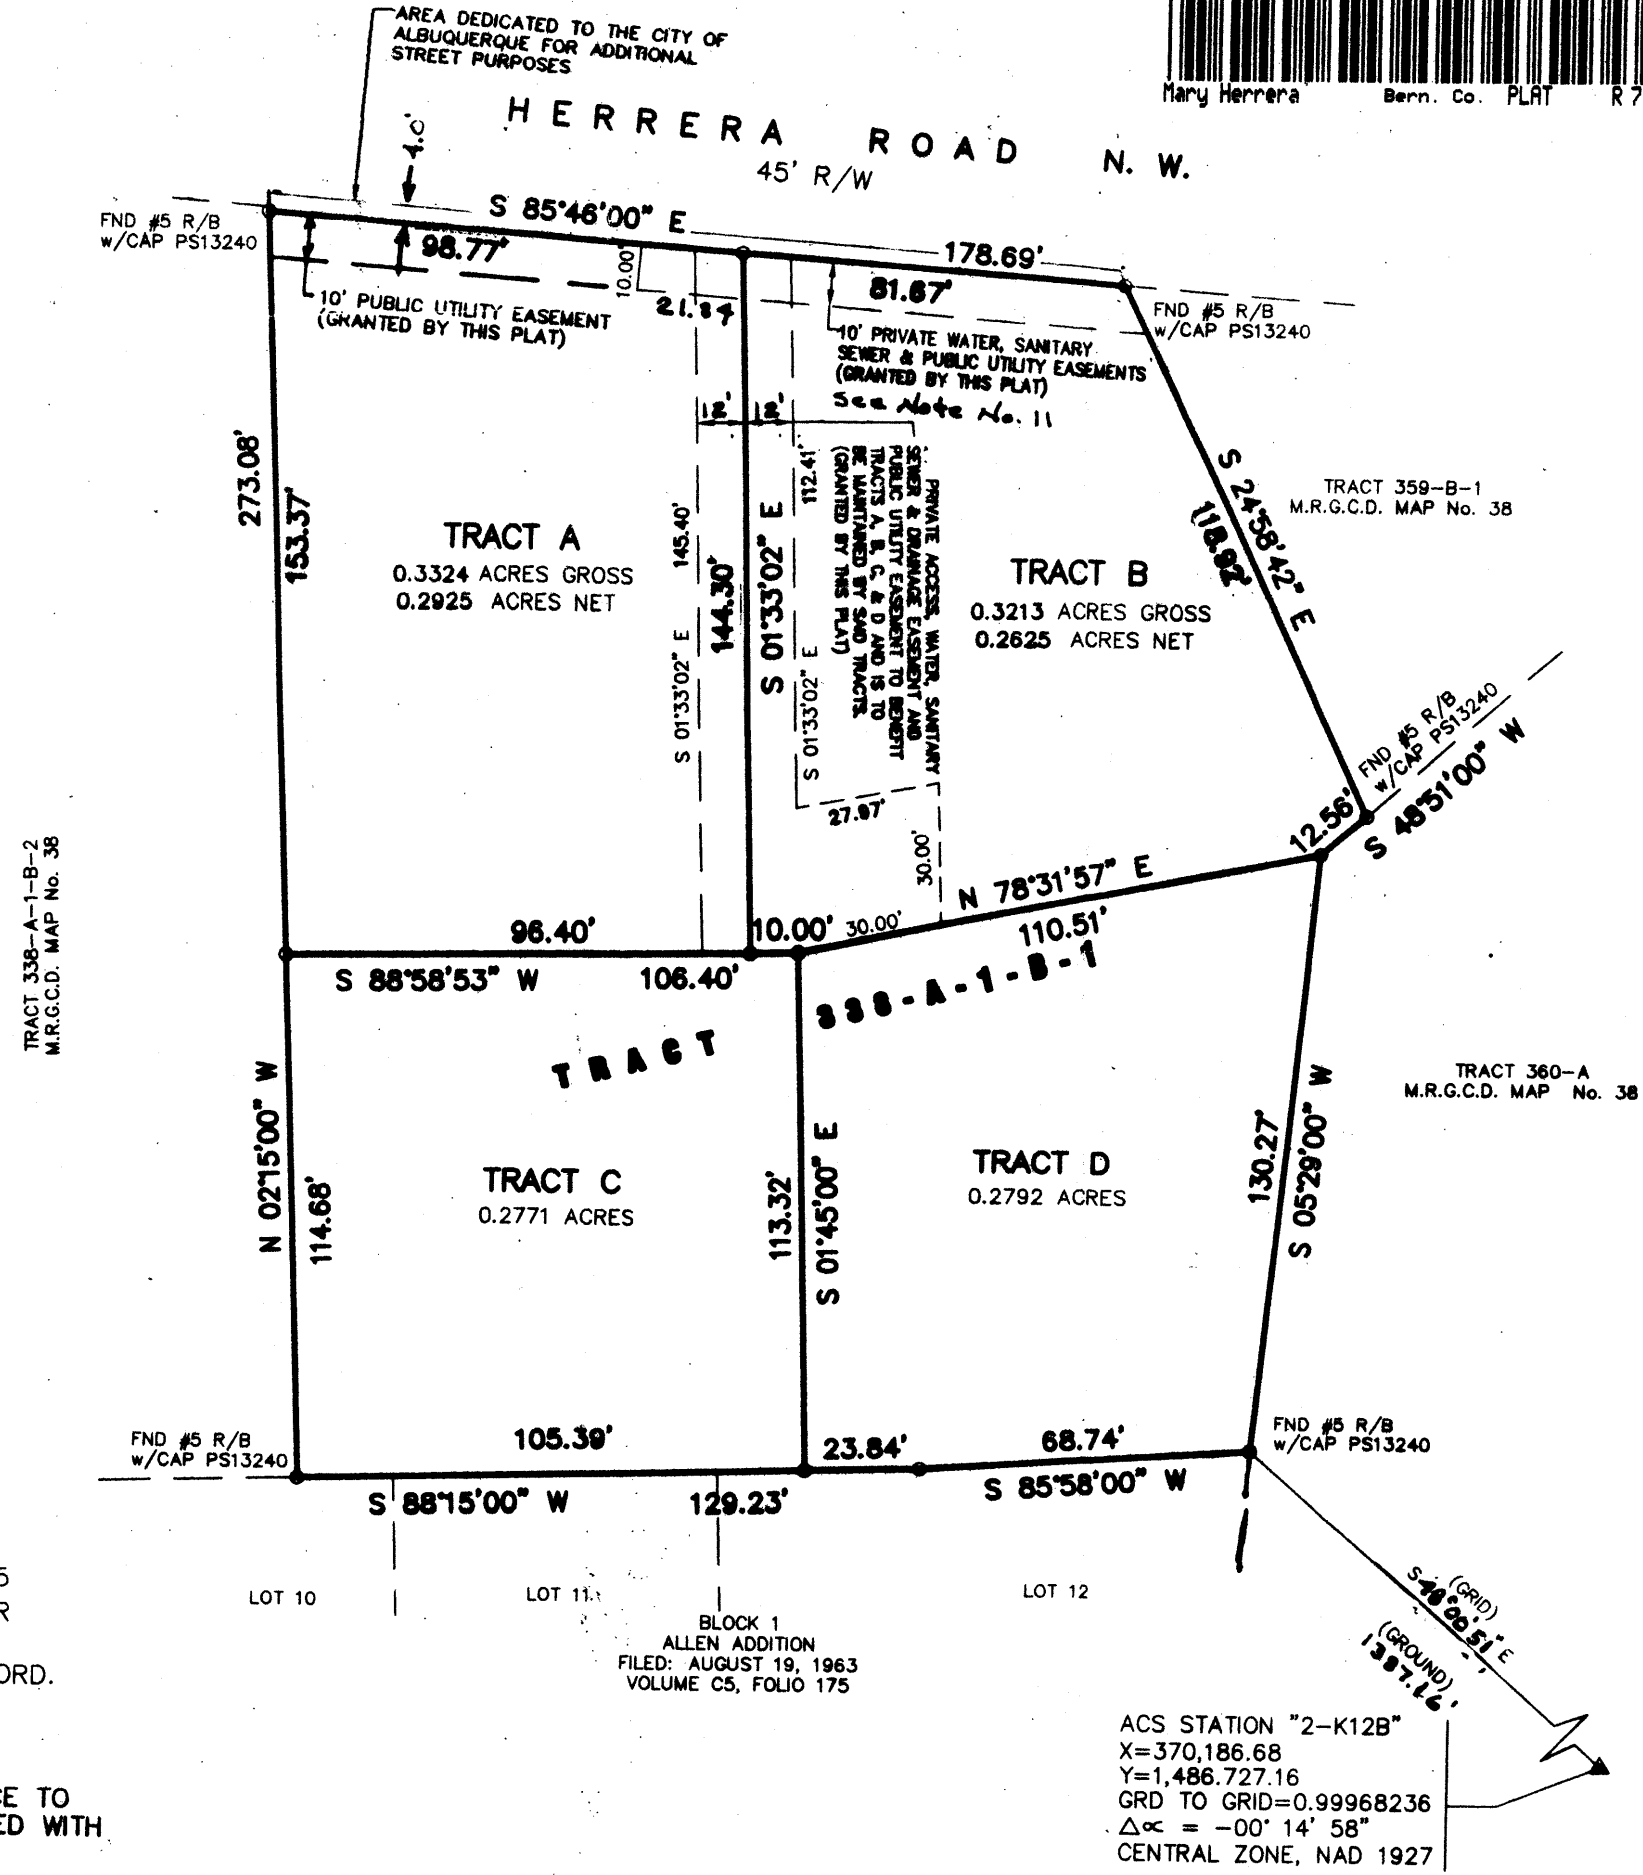 AREA DEDICATED TO THE CITY OF
ALBUQUERQUE FOR ADDITIONAL
STREET PURPOSES
Mary Herrera Bern. Co. PLAT R 7
HERRERA ROAD N. W.
45' R/W
4.0'
FND #5 R/B
w/CAP PS13240
S 85°46'00" E
98.77'
178.69'
81.67'
10.00'
21.84
10' PUBLIC UTILITY EASEMENT
(GRANTED BY THIS PLAT)
FND #5 R/B
w/CAP PS13240
10' PRIVATE WATER, SANITARY
SEWER & PUBLIC UTILITY EASEMENTS
(GRANTED BY THIS PLAT)
See Note No. 11
12' 12'
273.08'
153.37'
TRACT A
0.3324 ACRES GROSS
0.2925 ACRES NET
S 01°33'02" E 145.40'
144.30'
S 01°33'02" E
S 01°33'02" E 112.41'
PRIVATE ACCESS, WATER, SANITARY
SEWER & DRAINAGE EASEMENT AND
PUBLIC UTILITY EASEMENT TO BENEFIT
TRACTS A, B, C, & D AND IS TO
BE MAINTAINED BY SAID TRACTS.
(GRANTED BY THIS PLAT)
TRACT B
0.3213 ACRES GROSS
0.2625 ACRES NET
S 24°58'42" E
118.92'
TRACT 359-B-1
M.R.G.C.D. MAP No. 38
FND #5 R/B
w/CAP PS13240
S 48°51'00" W
12.56'
27.97'
30.00'
N 78°31'57" E
110.51'
30.00'
10.00'
96.40'
S 88°58'53" W 106.40'
TRACT 338-A-1-B-1
TRACT 338-A-1-B-2
M.R.G.C.D. MAP No. 38
TRACT 360-A
M.R.G.C.D. MAP No. 38
N 02°15'00" W
114.68'
TRACT C
0.2771 ACRES
113.32'
S 01°45'00" E
TRACT D
0.2792 ACRES
130.27'
S 05°29'00" W
FND #5 R/B
w/CAP PS13240
105.39'
23.84'
68.74'
FND #5 R/B
w/CAP PS13240
S 88°15'00" W 129.23'
S 85°58'00" W
LOT 10
LOT 11
LOT 12
BLOCK 1
ALLEN ADDITION
FILED: AUGUST 19, 1963
VOLUME C5, FOLIO 175
(GRID)
S 48°00'51" E
(GROUND)
5
R
ORD.
CE TO
ED WITH
ACS STATION "2-K12B"
X=370,186.68
Y=1,486.727.16
GRD TO GRID=0.99968236
Δ∝ = -00° 14' 58"
CENTRAL ZONE, NAD 1927